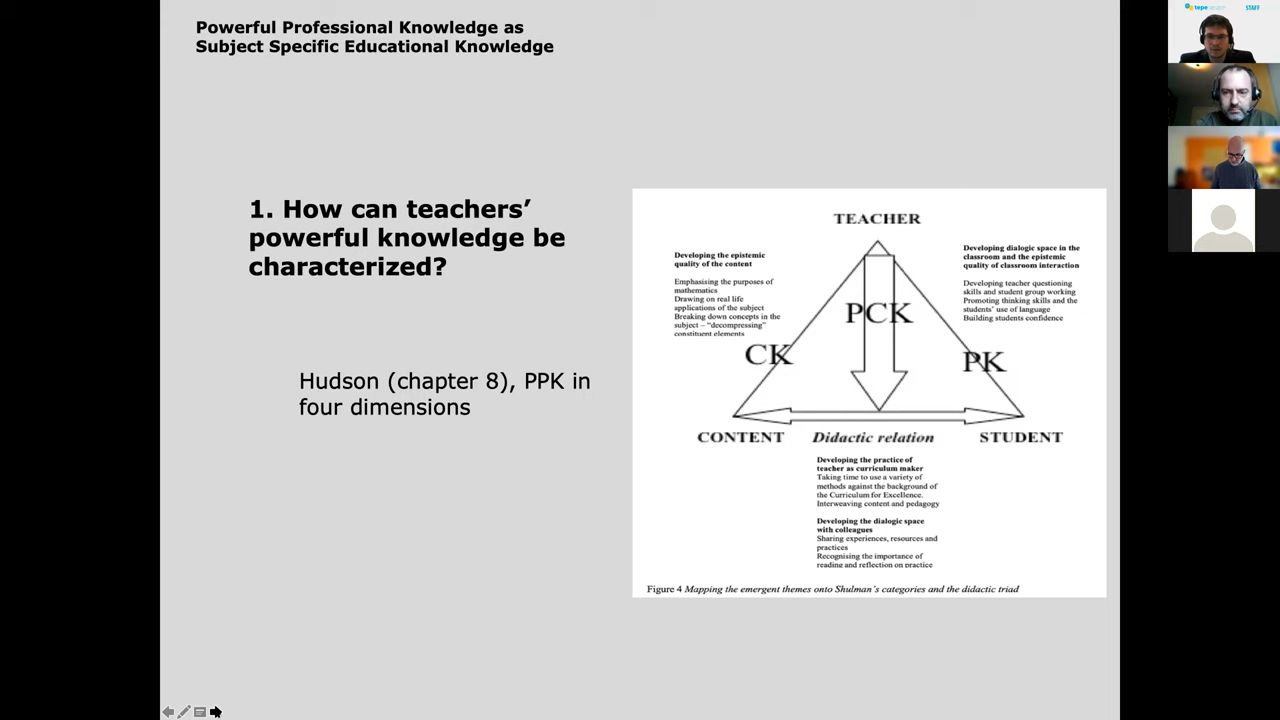 Powerful Professional Knowledge as
Subject Specific Educational Knowledge
1. How can teachers’
powerful knowledge be
characterized?
Hudson (chapter 8), PPK in
four dimensions
TEACHER
Developing the epistemic
quality of the content
Emphasising the purposes of
mathematics
Drawing on real life
applications of the subject
Breaking down concepts in the
subject – “decompressing”
constituent elements
Developing dialogic space in the
classroom and the epistemic
quality of classroom interaction
Developing teacher questioning
skills and student group working
Promoting thinking skills and the
students’ use of language
Building students confidence
PCK
CK
PK
CONTENT
Didactic relation
STUDENT
Developing the practice of
teacher as curriculum maker
Taking time to use a variety of
methods against the background of
the Curriculum for Excellence.
Interweaving content and pedagogy
Developing the dialogic space
with colleagues
Sharing experiences, resources and
practices
Recognising the importance of
reading and reflection on practice
Figure 4 Mapping the emergent themes onto Shulman’s categories and the didactic triad
tepe
STAFF